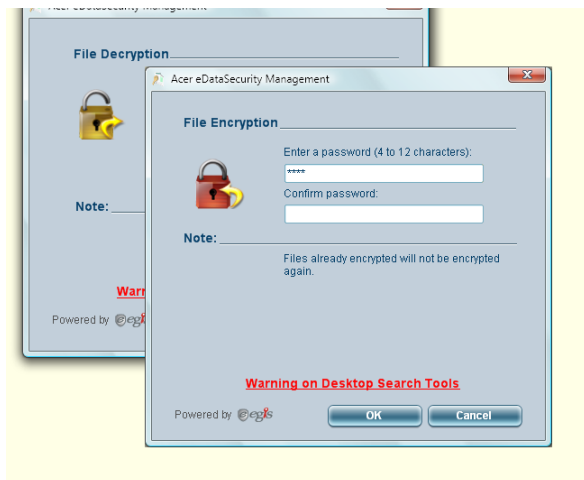 Acer eDataSecurity Management
File Decryption
Note:
Warn
Powered by egis
Acer eDataSecurity Management
X
File Encryption
Enter a password (4 to 12 characters):
****
Confirm password:
Note:
Files already encrypted will not be encrypted
again.
Warning on Desktop Search Tools
Powered by egis
OK
Cancel